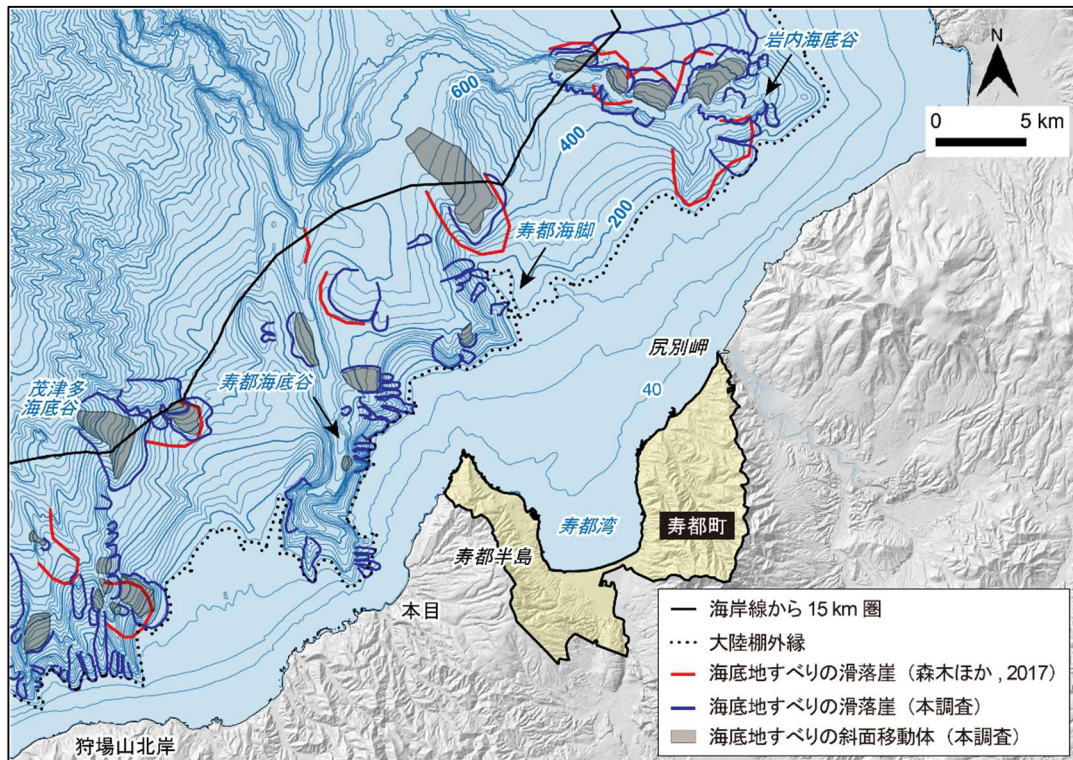 岩内海底谷
N
0 5 km
600
400
200
寿都海脚
尻別岬
40
茂津多
海底谷
寿都海底谷
寿都湾
寿都町
寿都半島
本目
狩場山北岸
海岸線から 15 km 圏
大陸棚外縁
海底地すべりの滑落崖（森木ほか , 2017）
海底地すべりの滑落崖（本調査）
海底地すべりの斜面移動体（本調査）